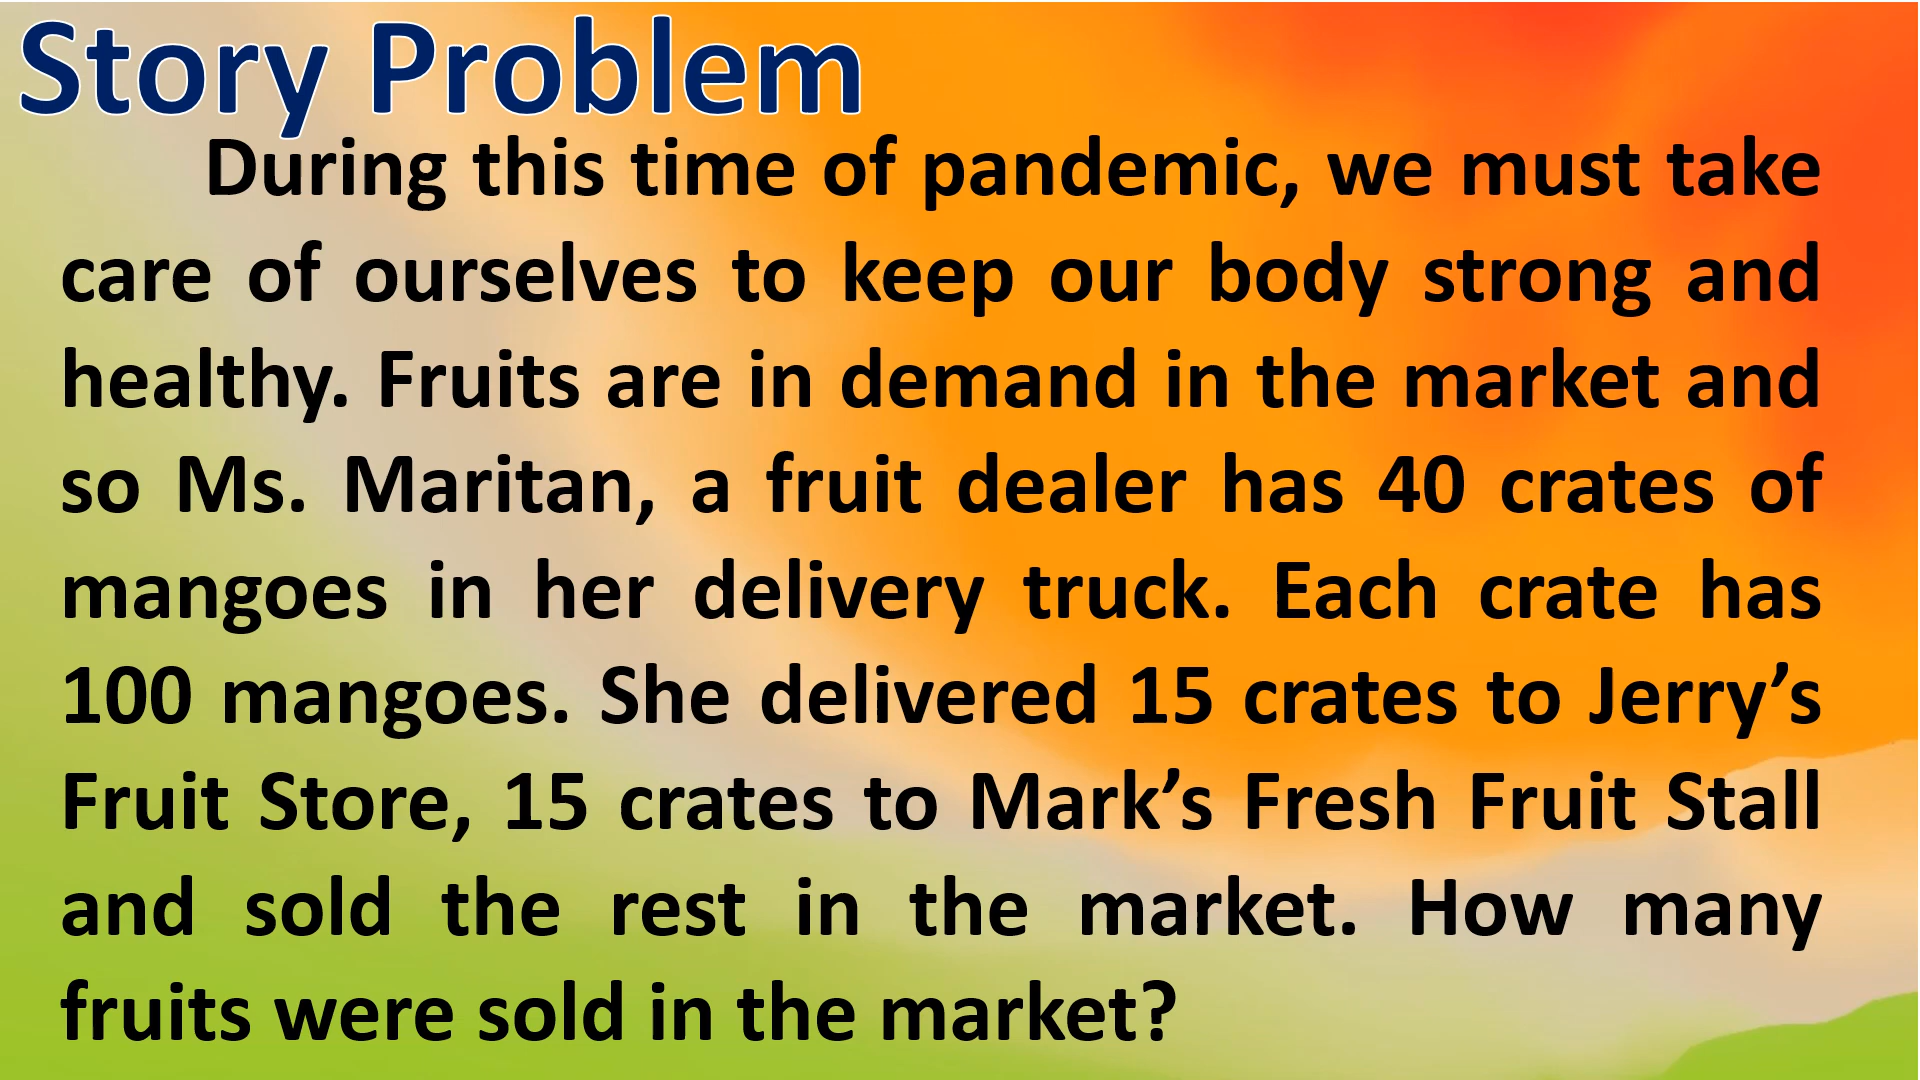 Story Problem
During this time of pandemic, we must take
care of ourselves to keep our body strong and
healthy. Fruits are in demand in the market and
so Ms. Maritan, a fruit dealer has 40 crates of
mangoes in her delivery truck. Each crate has
100 mangoes. She delivered 15 crates to Jerry’s
Fruit Store, 15 crates to Mark’s Fresh Fruit Stall
and sold the rest in the market. How many
fruits were sold in the market?